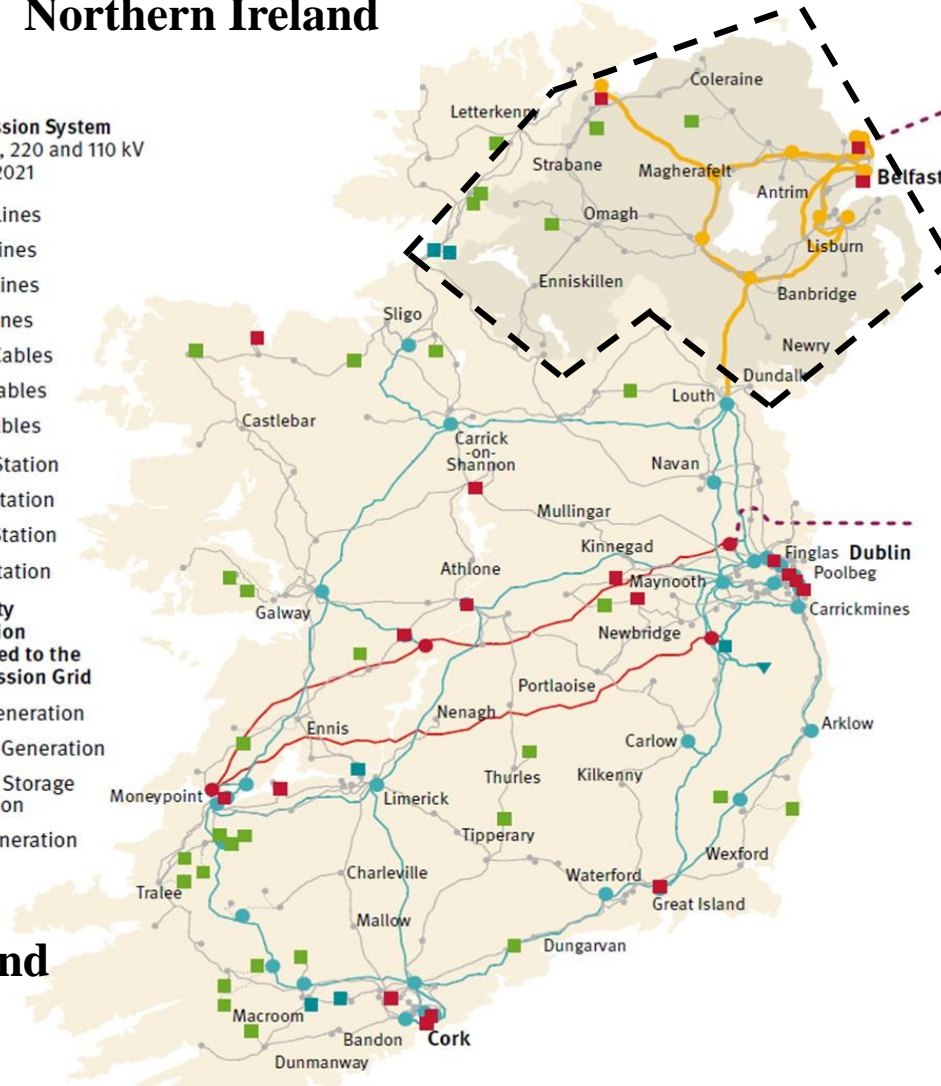 Northern Ireland
ssion System
, 220 and 110 kV
2021
Lines
ines
ines
nes
Cables
ables
bles
Station
tation
Station
tation
ty
ion
ed to the
ssion Grid
eneration
Generation
Storage
on
neration
nd
Coleraine
Letterkenny
Strabane
Magherafelt
Belfast
Antrim
Omagh
Lisburn
Enniskillen
Banbridge
Sligo
Newry
Dundalk
Louth
Castlebar
Carrick
-on-
Shannon
Navan
Mullingar
Kinnegad
Finglas
Dublin
Athlone
Maynooth
Poolbeg
Galway
Carrickmines
Newbridge
Portlaoise
Nenagh
Ennis
Arklow
Carlow
Thurles
Kilkenny
Moneypoint
Limerick
Tipperary
Wexford
Charleville
Waterford
Tralee
Great Island
Mallow
Dungarvan
Macroom
Bandon
Cork
Dunmanway